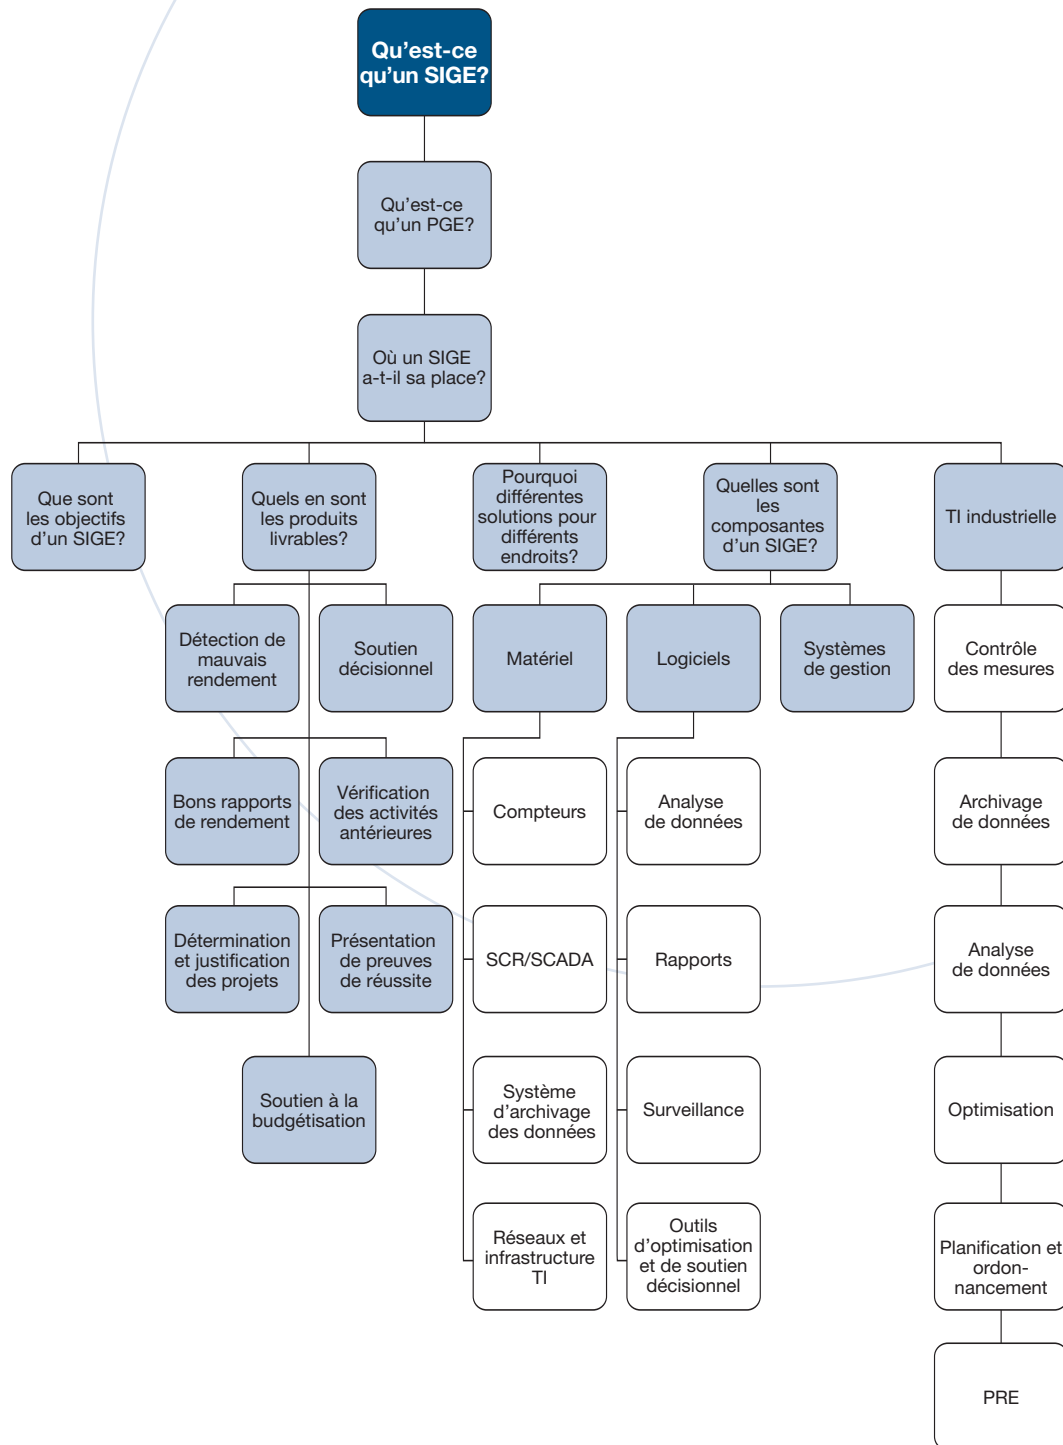 Qu'est-ce
qu'un SIGE?
Qu'est-ce
qu'un PGE?
Où un SIGE
a-t-il sa place?
Que sont
les objectifs
d'un SIGE?
Quels en sont
les produits
livrables?
Pourquoi
différentes
solutions pour
différents
endroits?
Quelles sont
les
composantes
d'un SIGE?
TI industrielle
Détection de
mauvais
rendement
Soutien
décisionnel
Matériel
Logiciels
Systèmes
de gestion
Contrôle
des mesures
Bons rapports
de rendement
Vérification
des activités
antérieures
Compteurs
Analyse
de données
Archivage
de données
Détermination
et justification
des projets
Présentation
de preuves
de réussite
SCR/SCADA
Rapports
Analyse
de données
Soutien à la
budgétisation
Système
d'archivage
des données
Surveillance
Optimisation
Réseaux et
infrastructure
TI
Outils
d'optimisation
et de soutien
décisionnel
Planification et
ordon-
nancement
PRE